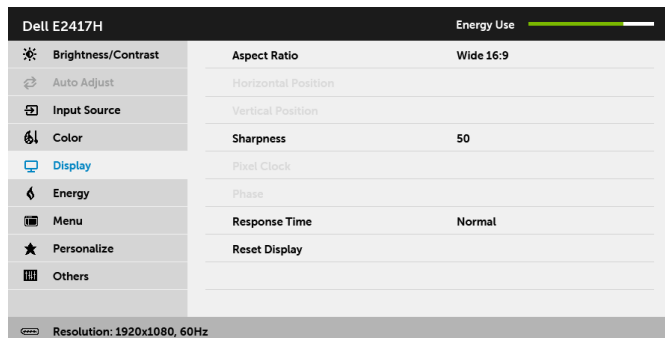 Dell E2417H
Energy Use
Brightness/Contrast
Auto Adjust
Input Source
Color
Display
Energy
Menu
Personalize
Others
Aspect Ratio Wide 16:9
Horizontal Position
Vertical Position
Sharpness 50
Pixel Clock
Phase
Response Time Normal
Reset Display
Resolution: 1920x1080, 60Hz